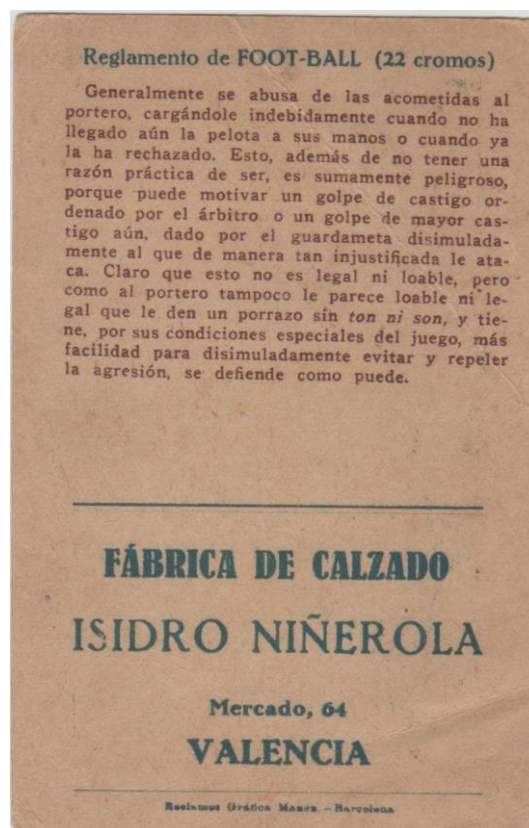 Reglamento de FOOT-BALL (22 cromos)
Generalmente se abusa de las acometidas al
portero, cargándole indebidamente cuando no ha
llegado aún la pelota a sus manos o cuando ya
la ha rechazado. Esto, además de no tener una
razón práctica de ser, es sumamente peligroso,
porque puede motivar un golpe de castigo or-
denado por el árbitro o un golpe de mayor cas-
tigo aún, dado por el guardameta disimulada-
mente al que de manera tan injustificada le ata-
ca. Claro que esto no es legal ni loable, pero
como al portero tampoco le parece loable ni le-
gal que le den un porrazo sin ton ni son, y tie-
ne, por sus condiciones especiales del juego, más
facilidad para disimuladamente evitar y repeler
la agresión, se defiende como puede.
FÁBRICA DE CALZADO
ISIDRO NIÑEROLA
Mercado, 64
VALENCIA
Gráfica Manen. - Barcelona